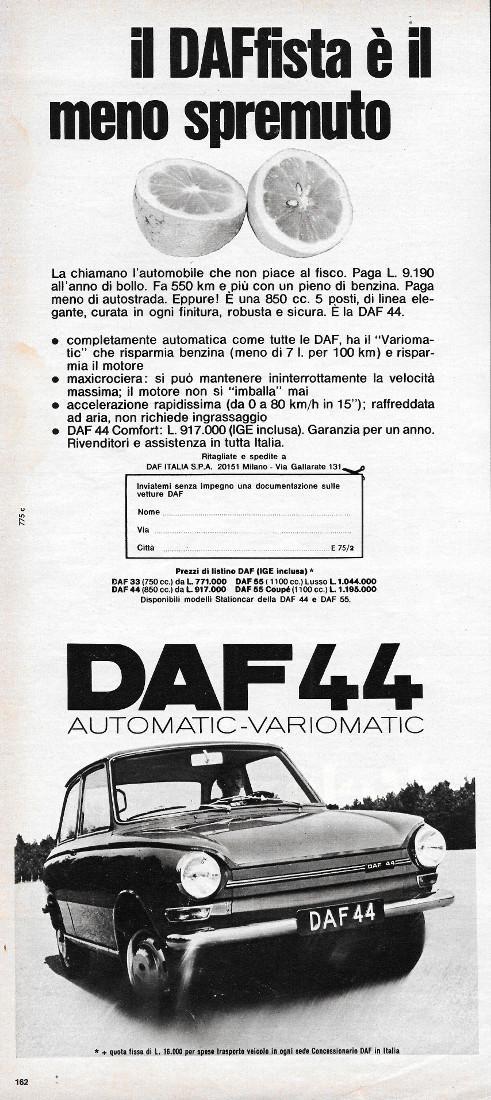 il DAFfista è il
meno spremuto
La chiamano l'automobile che non piace al fisco. Paga L. 9.190
all'anno di bollo. Fa 550 km e più con un pieno di benzina. Paga
meno di autostrada. Eppure! È una 850 cc. 5 posti, di linea ele-
gante, curata in ogni finitura, robusta e sicura. È la DAF 44.
● completamente automatica come tutte le DAF, ha il "Varioma-
tic" che risparmia benzina (meno di 7 l. per 100 km) e rispar-
mia il motore
● maxicrociera: si può mantenere ininterrottamente la velocità
massima; il motore non si "imballa" mai
● accelerazione rapidissima (da 0 a 80 km/h in 15"); raffreddata
ad aria, non richiede ingrassaggio
● DAF 44 Comfort: L. 917.000 (IGE inclusa). Garanzia per un anno.
Rivenditori e assistenza in tutta Italia.
Ritagliate e spedite a
DAF ITALIA S.P.A. 20151 Milano - Via Gallarate 131
Inviatemi senza impegno una documentazione sulle
vetture DAF
Nome
Via
Città E 75/2
775 c
Prezzi di listino DAF (IGE inclusa) *
DAF 33 (750 cc.) da L. 771.000 DAF 55 (1100 cc.) Lusso L. 1.044.000
DAF 44 (850 cc.) da L. 917.000 DAF 55 Coupé (1100 cc.) L. 1.195.000
Disponibili modelli Stationcar della DAF 44 e DAF 55.
DAF 44
AUTOMATIC-VARIOMATIC
DAF 44
DAF 44
* + quota fissa di L. 16.000 per spese trasporto veicolo in ogni sede Concessionario DAF in Italia
162